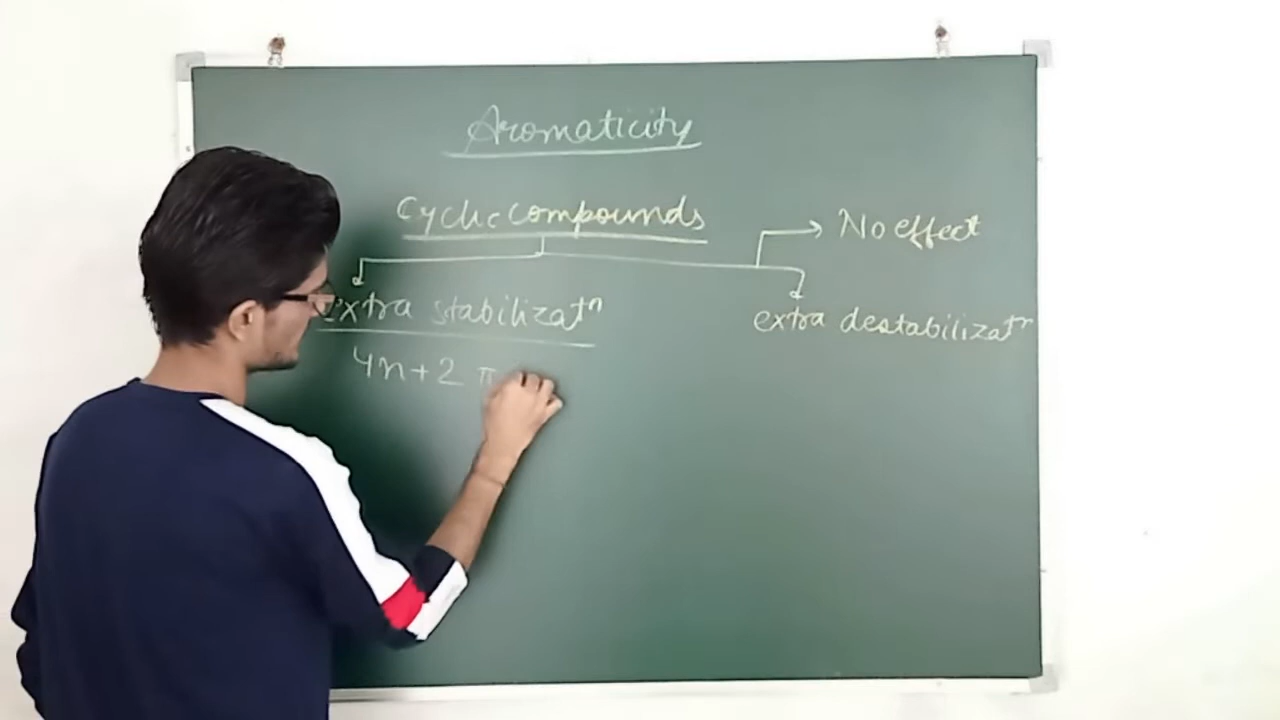 Aromaticity
Cyclic compounds
No effect
extra stabilizatⁿ
extra destabilizatⁿ
4n+2 π